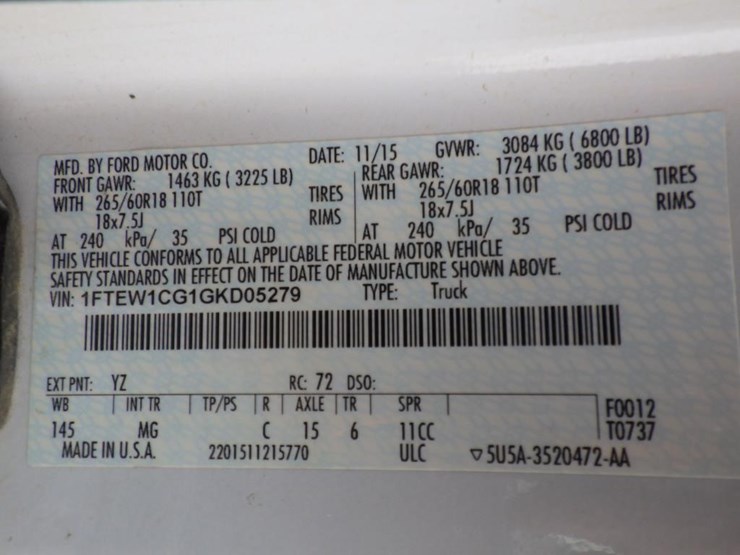 MFD. BY FORD MOTOR CO. DATE: 11/15 GVWR: 3084 KG ( 6800 LB)
FRONT GAWR: 1463 KG ( 3225 LB) REAR GAWR: 1724 KG ( 3800 LB)
WITH 265/60R18 110T TIRES WITH 265/60R18 110T TIRES
18x7.5J RIMS 18x7.5J RIMS
AT 240 kPa/ 35 PSI COLD AT 240 kPa/ 35 PSI COLD
THIS VEHICLE CONFORMS TO ALL APPLICABLE FEDERAL MOTOR VEHICLE
SAFETY STANDARDS IN EFFECT ON THE DATE OF MANUFACTURE SHOWN ABOVE.
VIN: 1FTEW1CG1GKD05279 TYPE: Truck
EXT PNT: YZ RC: 72 DSO:
WB INT TR TP/PS R AXLE TR SPR F0012
145 MG C 15 6 11CC T0737
MADE IN U.S.A. 2201511215770 ULC ▽5U5A-3520472-AA